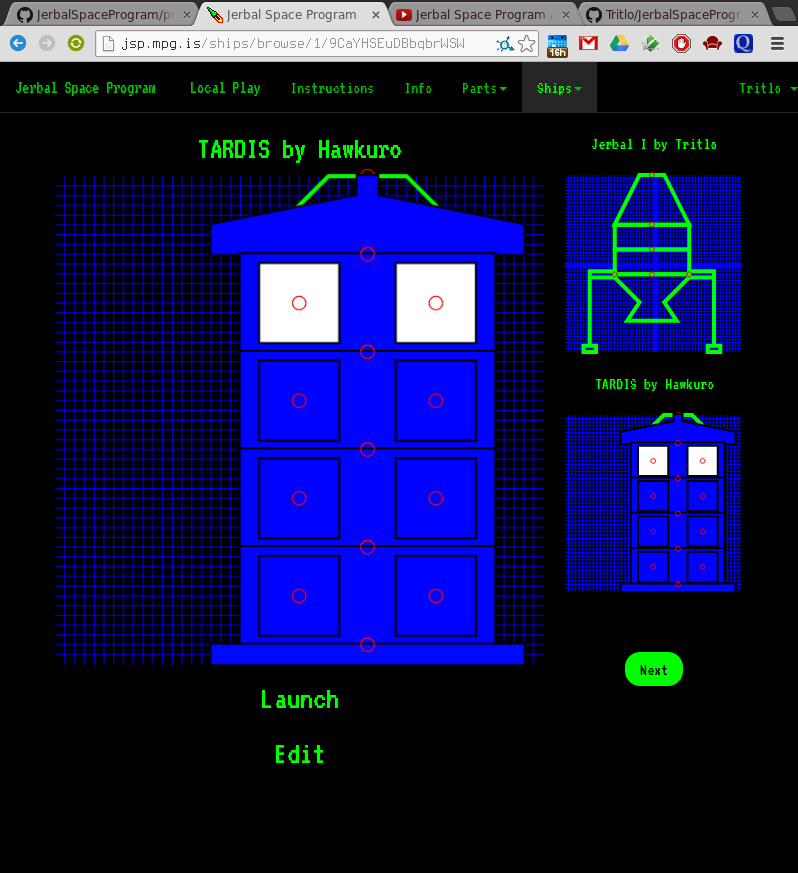 JerbalSpaceProgram/pu
Jerbal Space Program
Jerbal Space Program
Tritlo/JerbalSpaceProgr
jsp.mpg.is/ships/browse/1/9CaYHSEuDBbqbrWSW
16h
Jerbal Space Program Local Play Instructions Info Parts Ships Tritlo
TARDIS by Hawkuro
Jerbal I by Tritlo
TARDIS by Hawkuro
Next
Launch
Edit